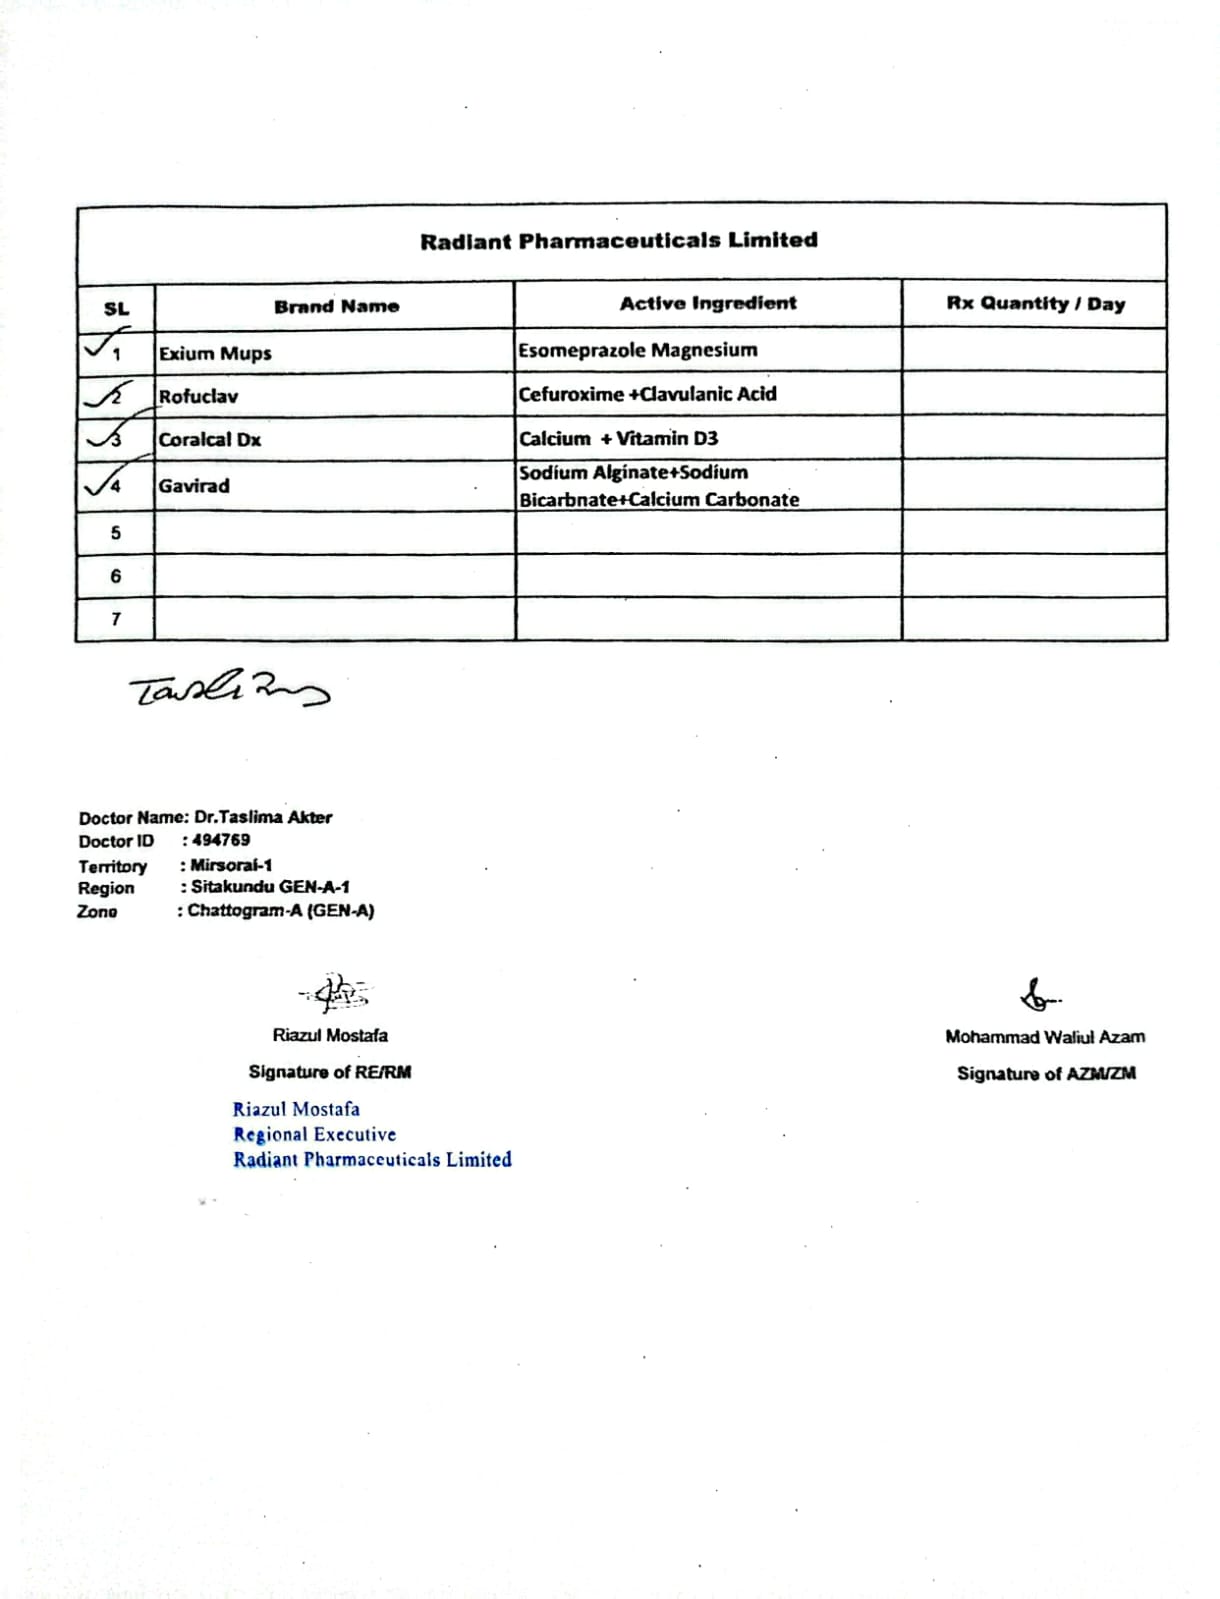 Radiant Pharmaceuticals Limited
SL Brand Name Active Ingredient Rx Quantity / Day
1 Exium Mups Esomeprazole Magnesium
2 Rofuclav Cefuroxime +Clavulanic Acid
3 Coralcal Dx Calcium + Vitamin D3
4 Gavirad Sodium Alginate+Sodium
Bicarbnate+Calcium Carbonate
5
6
7
Doctor Name: Dr.Taslima Akter
Doctor ID : 494769
Territory : Mirsorai-1
Region : Sitakundu GEN-A-1
Zone : Chattogram-A (GEN-A)
Riazul Mostafa Mohammad Waliul Azam
Signature of RE/RM Signature of AZM/ZM
Riazul Mostafa
Regional Executive
Radiant Pharmaceuticals Limited